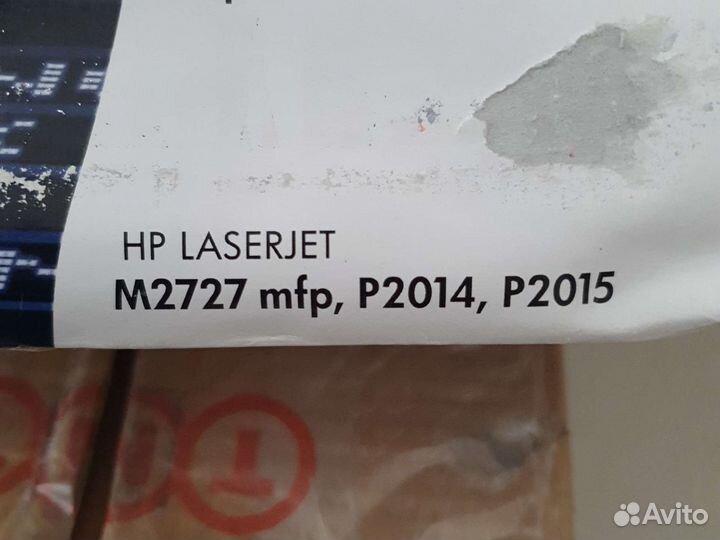 HP LASERJET
M2727 mfp, P2014, P2015
Avito